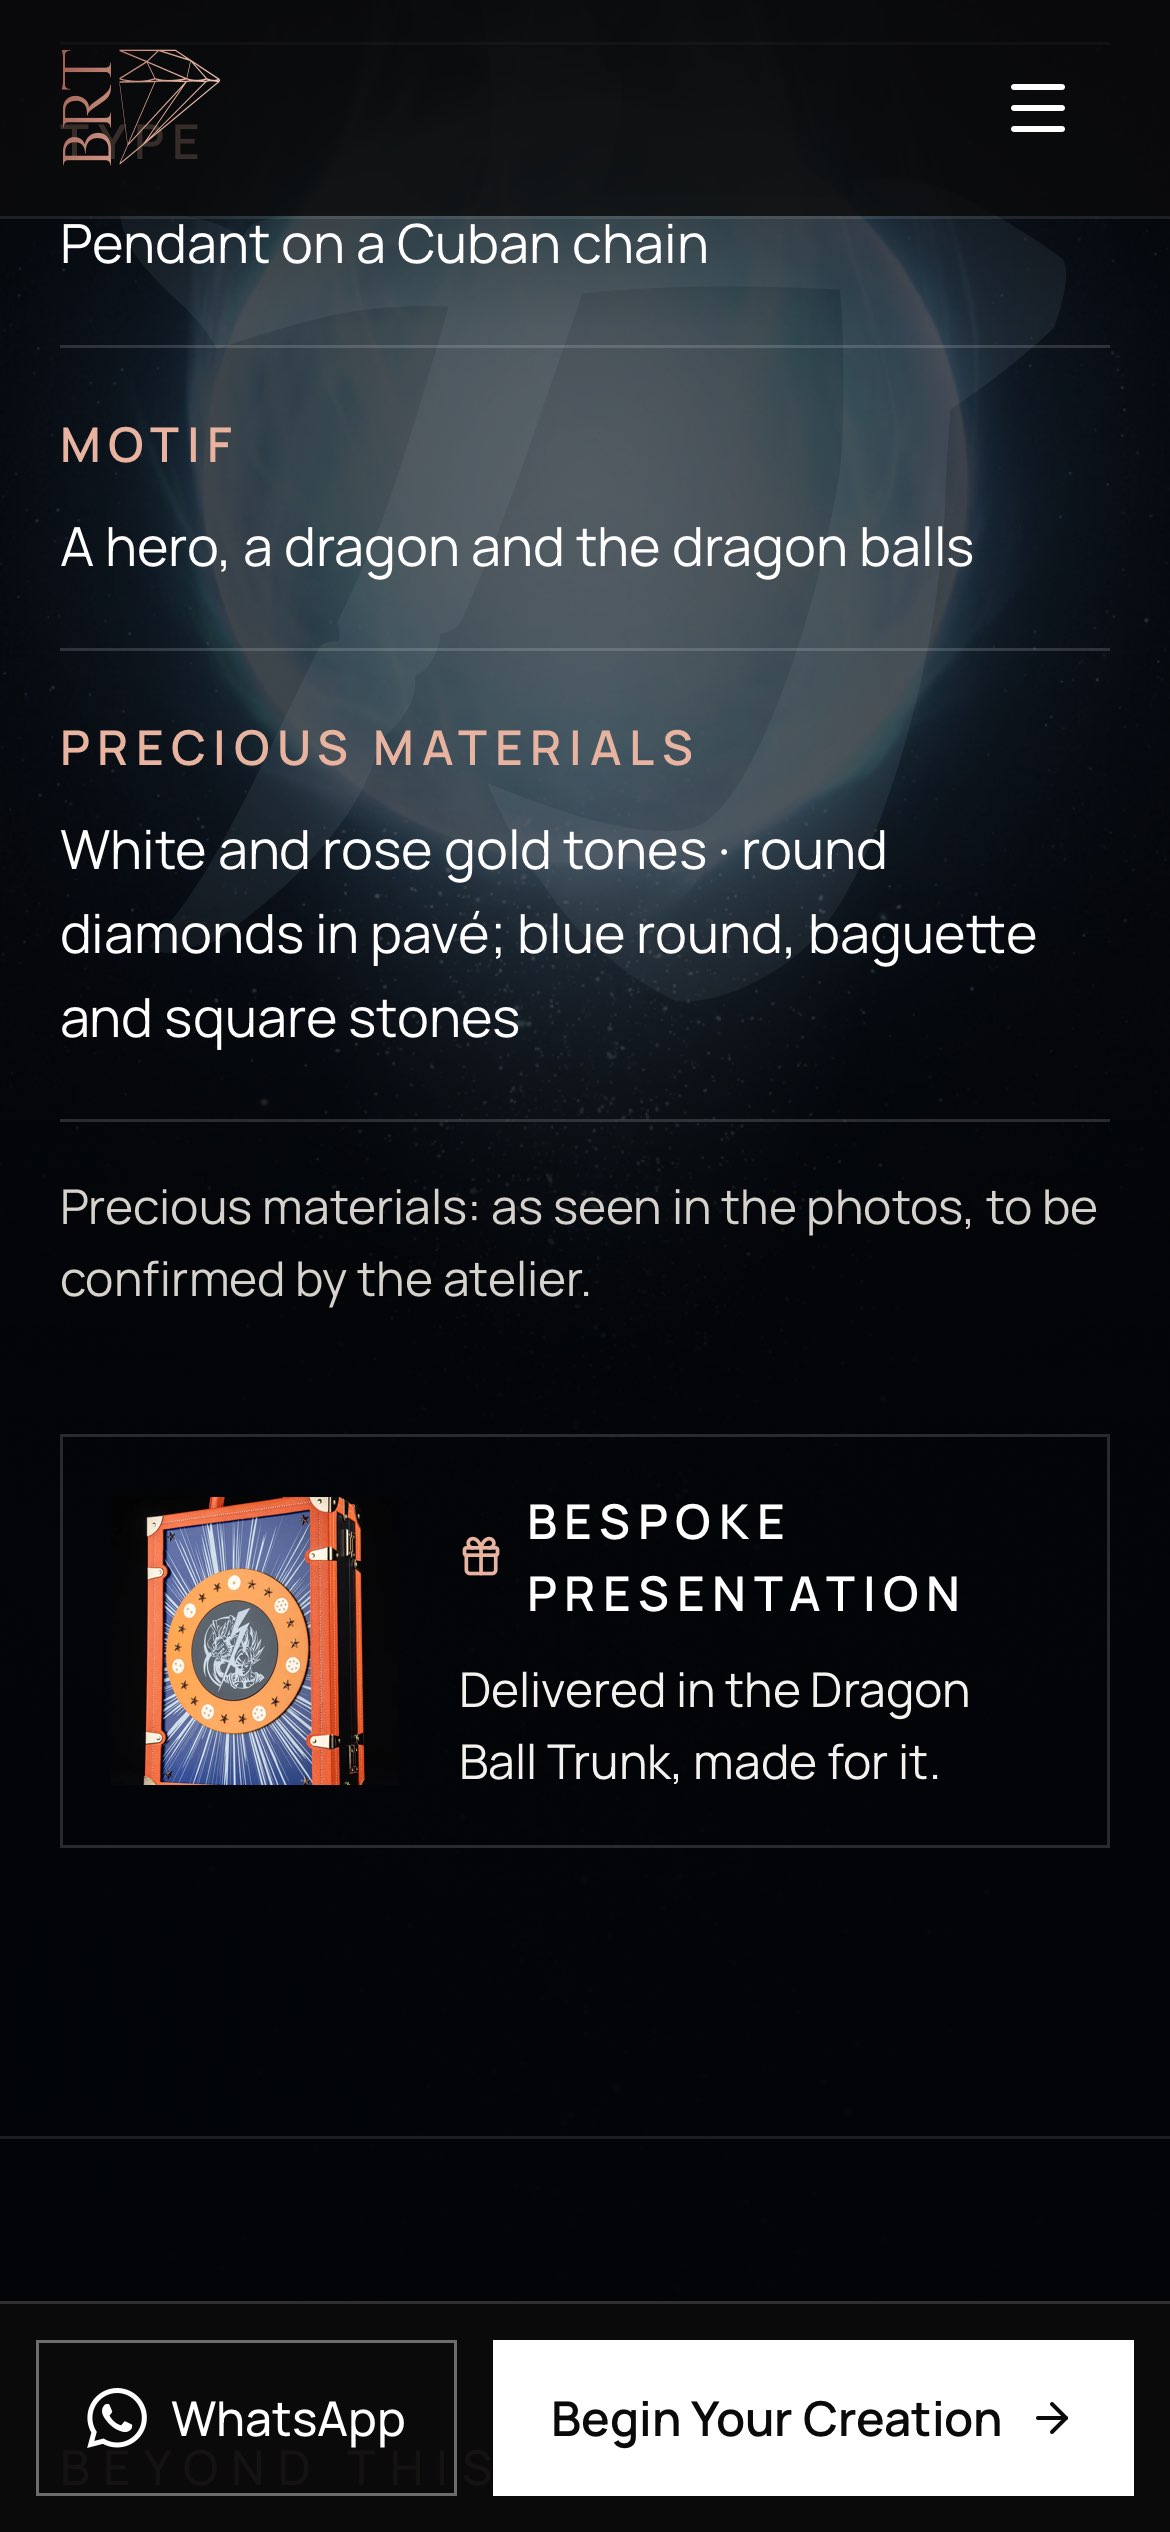 BRT
TYPE
Pendant on a Cuban chain
MOTIF
A hero, a dragon and the dragon balls
PRECIOUS MATERIALS
White and rose gold tones · round
diamonds in pavé; blue round, baguette
and square stones
Precious materials: as seen in the photos, to be
confirmed by the atelier.
BESPOKE
PRESENTATION
Delivered in the Dragon
Ball Trunk, made for it.
WhatsApp
Begin Your Creation
BEYOND THIS